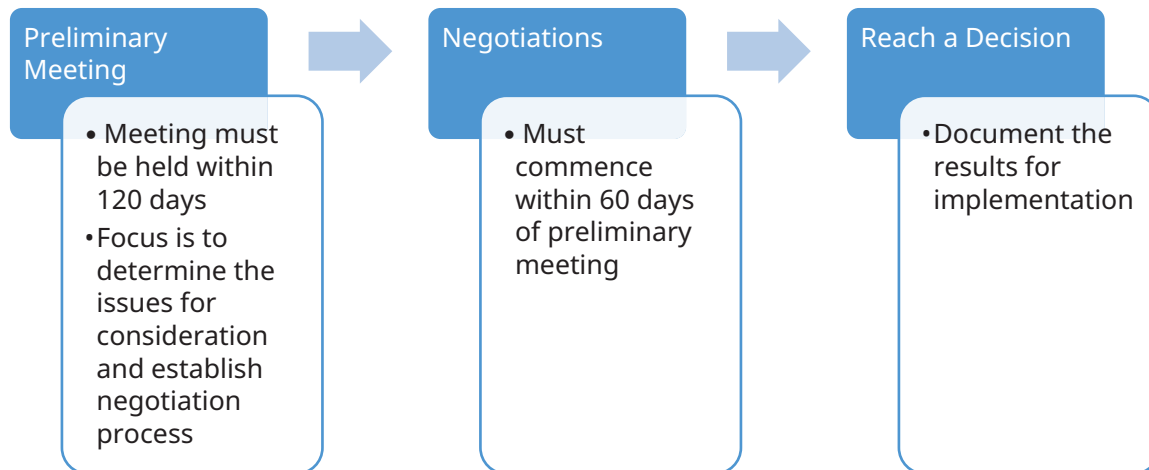 Preliminary
Meeting
• Meeting must
be held within
120 days
•Focus is to
determine the
issues for
consideration
and establish
negotiation
process
Negotiations
• Must
commence
within 60 days
of preliminary
meeting
Reach a Decision
•Document the
results for
implementation